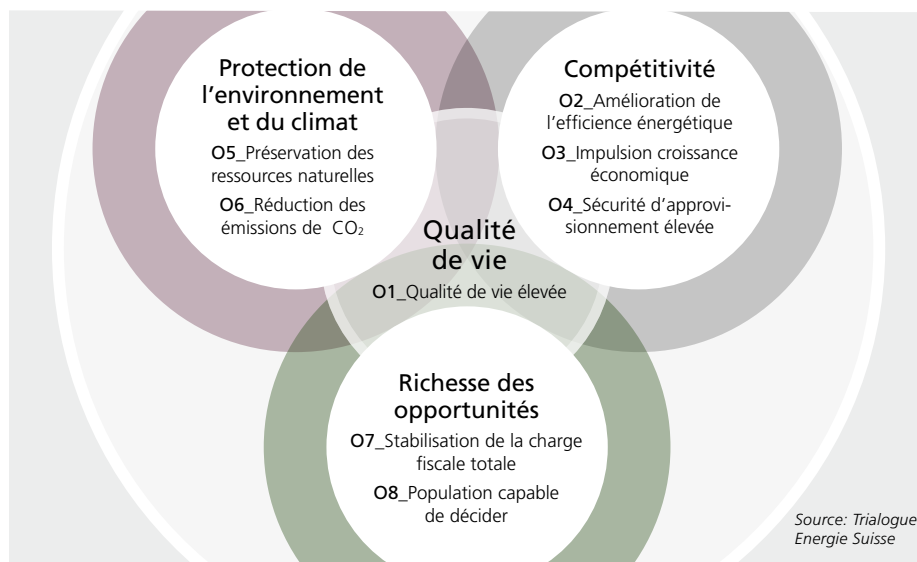 Protection de
l’environnement
et du climat
O5_Préservation des
ressources naturelles
O6_Réduction des
émissions de CO₂
Compétitivité
O2_Amélioration de
l’efficience énergétique
O3_Impulsion croissance
économique
O4_Sécurité d’approvi-
sionnement élevée
Qualité
de vie
O1_Qualité de vie élevée
Richesse des
opportunités
O7_Stabilisation de la charge
fiscale totale
O8_Population capable
de décider
Source: Trialogue
Energie Suisse